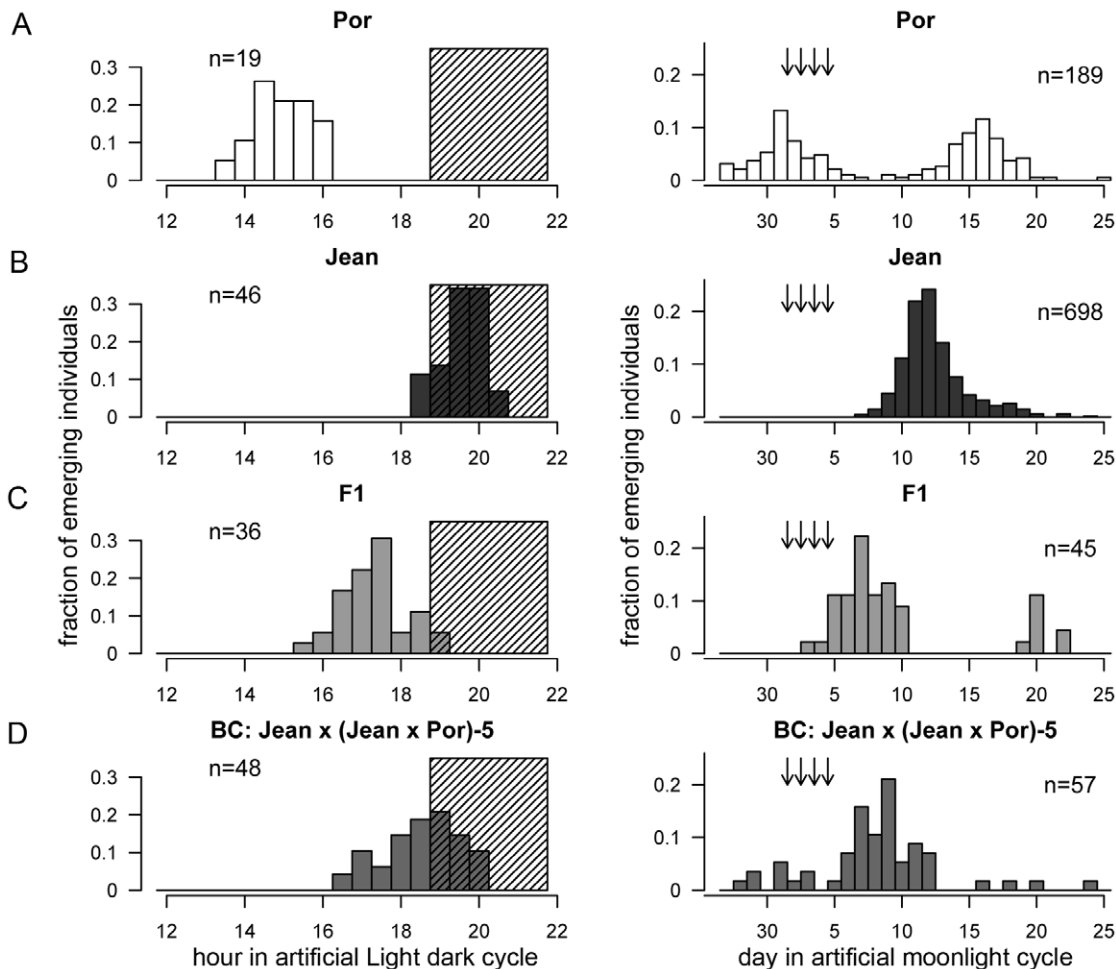 A
Por
Por
n=19
n=189
0.3
0.2
0.1
0
0.2
0.1
0
12 14 16 18 20 22
30 5 10 15 20 25
B
Jean
Jean
n=46
n=698
0.3
0.2
0.1
0
0.2
0.1
0
12 14 16 18 20 22
30 5 10 15 20 25
fraction of emerging individuals
fraction of emerging individuals
C
F1
F1
n=36
n=45
0.3
0.2
0.1
0
0.2
0.1
0
12 14 16 18 20 22
30 5 10 15 20 25
D
BC: Jean x (Jean x Por)-5
BC: Jean x (Jean x Por)-5
n=48
n=57
0.3
0.2
0.1
0
0.2
0.1
0
12 14 16 18 20 22
30 5 10 15 20 25
hour in artificial Light dark cycle
day in artificial moonlight cycle